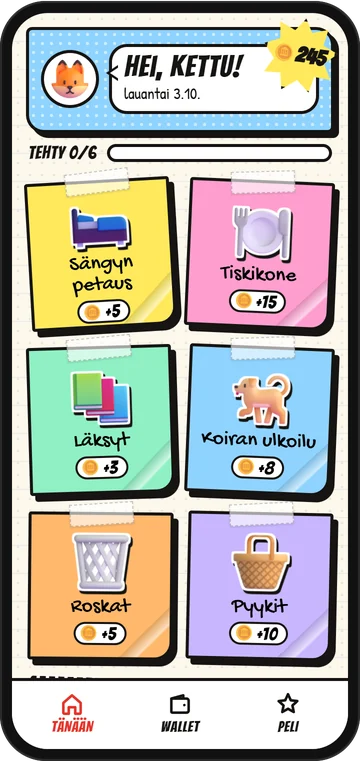 HEI, KETTU!
245
lauantai 3.10.
TEHTY 0/6
Sängyn
petaus
+5
Tiskikone
+15
Läksyt
+3
Koiran ulkoilu
+8
Roskat
+5
Pyykit
+10
TÄNÄÄN
WALLET
PELI